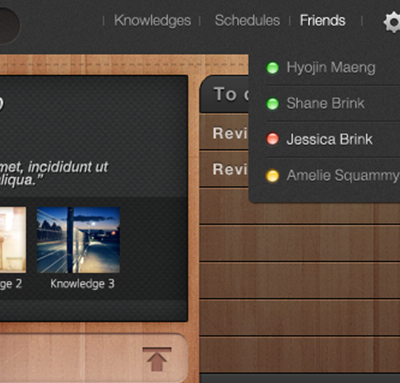 Knowledges Schedules Friends
Hyojin Maeng
Shane Brink
Jessica Brink
Amelie Squammy
To
Revi
Revi
met, incididunt ut
aliqua.”
ge 2 Knowledge 3